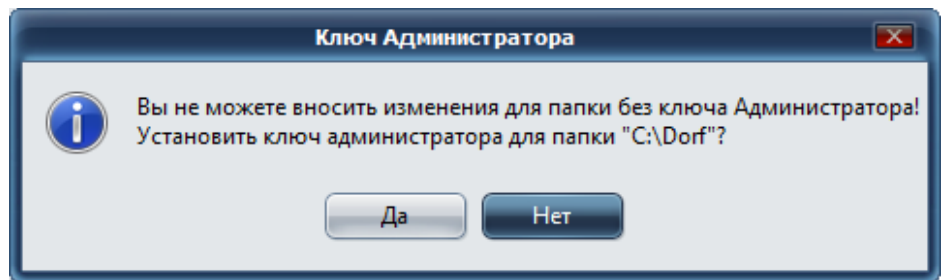 Ключ Администратора
Вы не можете вносить изменения для папки без ключа Администратора!
Установить ключ администратора для папки "C:\Dorf"?
Да
Нет